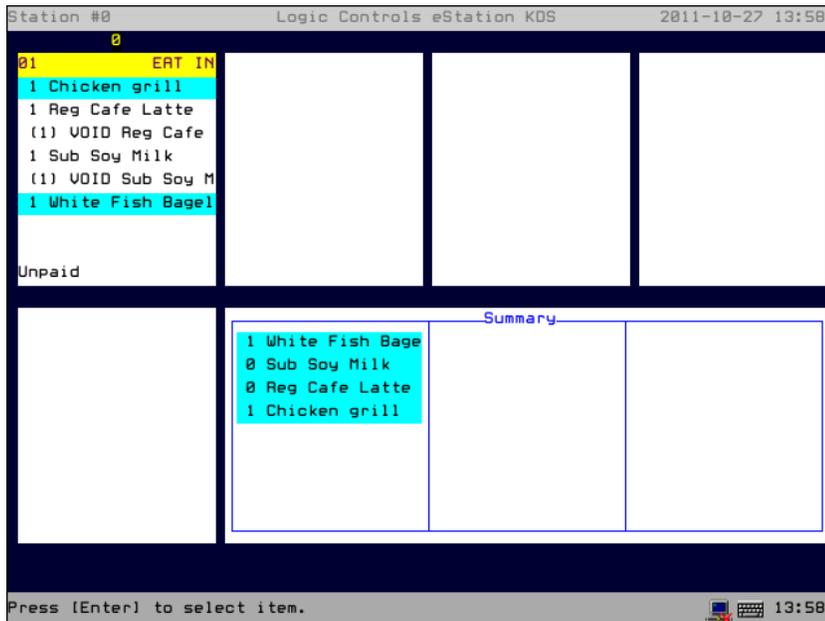 Station #0 Logic Controls eStation KDS 2011-10-27 13:58
0
01 EAT IN
1 Chicken grill
1 Reg Cafe Latte
(1) VOID Reg Cafe
1 Sub Soy Milk
(1) VOID Sub Soy M
1 White Fish Bagel
Unpaid
Summary
1 White Fish Bage
0 Sub Soy Milk
0 Reg Cafe Latte
1 Chicken grill
Press [Enter] to select item. 13:58